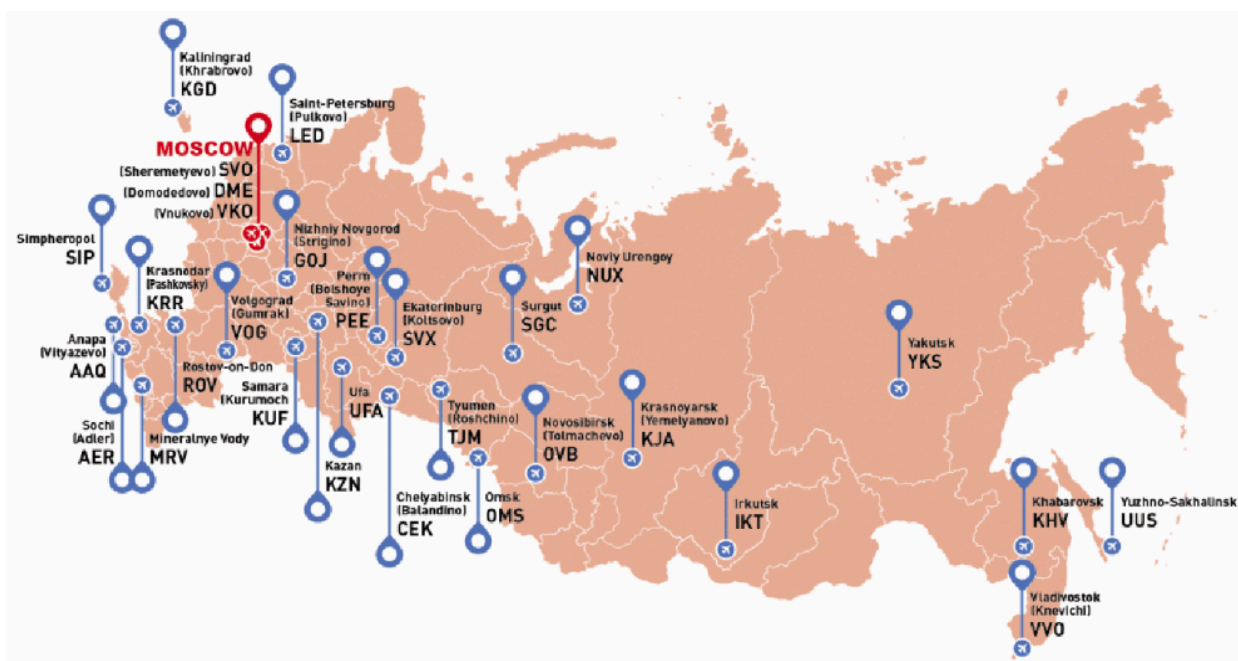 Kaliningrad
(Khrabrovo)
KGD
Saint-Petersburg
(Pulkovo)
LED
MOSCOW
(Sheremetyevo) SVO
(Domodedovo) DME
(Vnukovo) VKO
Simpheropol
SIP
Krasnodar
(Pashkovsky)
KRR
Nizhniy Novgorod
(Strigino)
GOJ
Noviy Urengoy
NUX
Volgograd
(Gumrak)
VOG
Perm
(Bolshoye
Savino)
PEE
Ekaterinburg
(Koltsovo)
SVX
Surgut
SGC
Yakutsk
YKS
Anapa
(Vityazevo)
AAQ
Rostov-on-Don
ROV
Samara
(Kurumoch
KUF
Ufa
UFA
Tyumen
(Roshchino)
TJM
Novosibirsk
(Tolmachevo)
OVB
Krasnoyarsk
(Yemelyanovo)
KJA
Sochi
(Adler)
AER
Mineralnye Vody
MRV
Kazan
KZN
Chelyabinsk
(Balandino)
CEK
Omsk
OMS
Irkutsk
IKT
Khabarovsk
KHV
Yuzhno-Sakhalinsk
UUS
Vladivostok
(Knevichi)
VVO